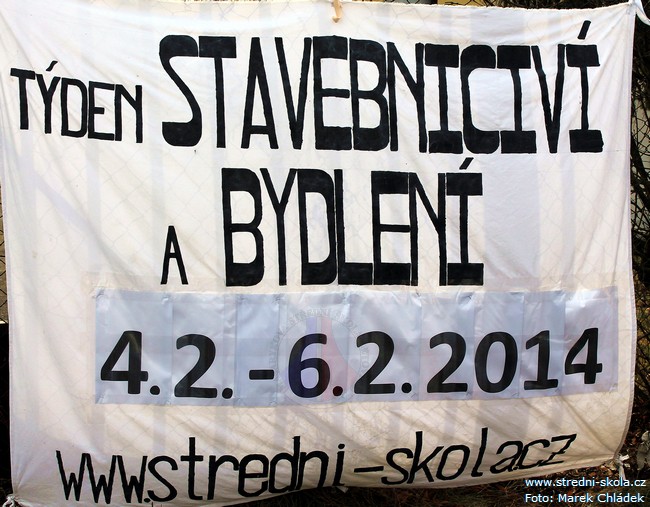 TÝDEN STAVEBNICIVÍ
A BYDLENÍ
4.2.-6.2.2014
www.stredni-skola.cz
www.stredni-skola.cz
Foto: Marek Chládek